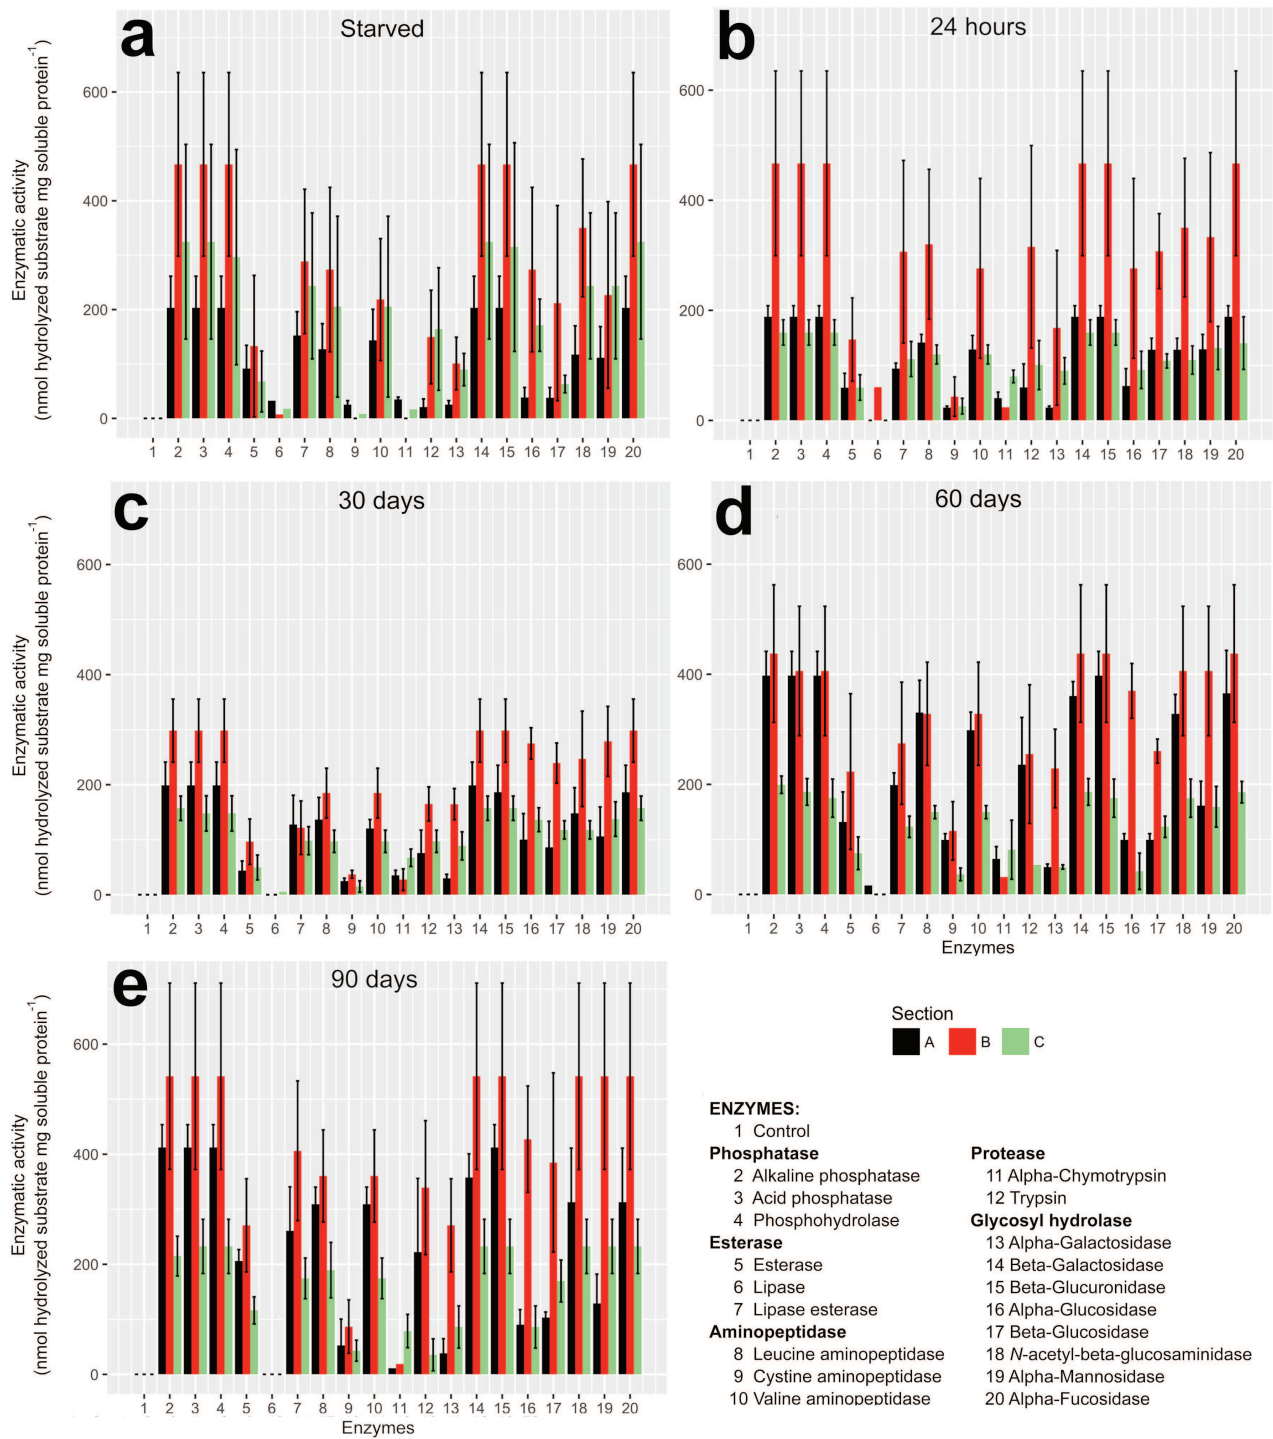 a
Starved
Enzymatic activity
(nmol hydrolyzed substrate mg soluble protein-1)
600
400
200
0
1 2 3 4 5 6 7 8 9 10 11 12 13 14 15 16 17 18 19 20
b
24 hours
600
400
200
0
1 2 3 4 5 6 7 8 9 10 11 12 13 14 15 16 17 18 19 20
c
30 days
Enzymatic activity
(nmol hydrolyzed substrate mg soluble protein-1)
600
400
200
0
1 2 3 4 5 6 7 8 9 10 11 12 13 14 15 16 17 18 19 20
d
60 days
600
400
200
0
1 2 3 4 5 6 7 8 9 10 11 12 13 14 15 16 17 18 19 20
Enzymes
e
90 days
Enzymatic activity
(nmol hydrolyzed substrate mg soluble protein-1)
600
400
200
0
1 2 3 4 5 6 7 8 9 10 11 12 13 14 15 16 17 18 19 20
Enzymes
Section
A B C
ENZYMES:
1 Control
Phosphatase
2 Alkaline phosphatase
3 Acid phosphatase
4 Phosphohydrolase
Esterase
5 Esterase
6 Lipase
7 Lipase esterase
Aminopeptidase
8 Leucine aminopeptidase
9 Cystine aminopeptidase
10 Valine aminopeptidase
Protease
11 Alpha-Chymotrypsin
12 Trypsin
Glycosyl hydrolase
13 Alpha-Galactosidase
14 Beta-Galactosidase
15 Beta-Glucuronidase
16 Alpha-Glucosidase
17 Beta-Glucosidase
18 N-acetyl-beta-glucosaminidase
19 Alpha-Mannosidase
20 Alpha-Fucosidase